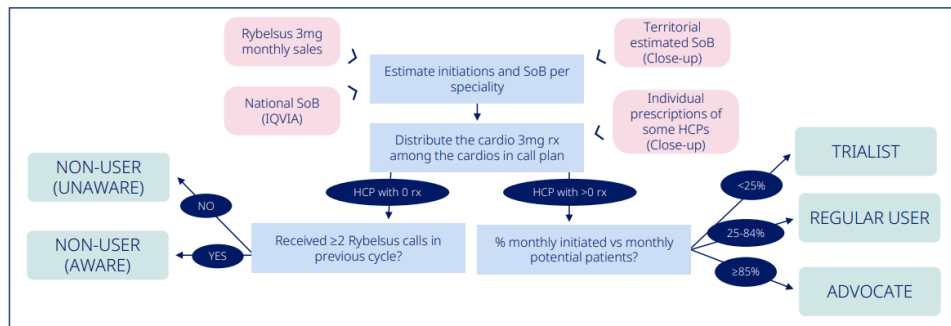 Rybelsus 3mg
monthly sales
Territorial
estimated SoB
(Close-up)
Estimate initiations and SoB per
speciality
National SoB
(IQVIA)
Individual
prescriptions of
some HCPs
(Close-up)
Distribute the cardio 3mg rx
among the cardios in call plan
NON-USER
(UNAWARE)
TRIALIST
HCP with 0 rx
HCP with >0 rx
<25%
NO
REGULAR USER
25-84%
NON-USER
(AWARE)
YES
Received ≥2 Rybelsus calls in
previous cycle?
% monthly initiated vs monthly
potential patients?
≥85%
ADVOCATE